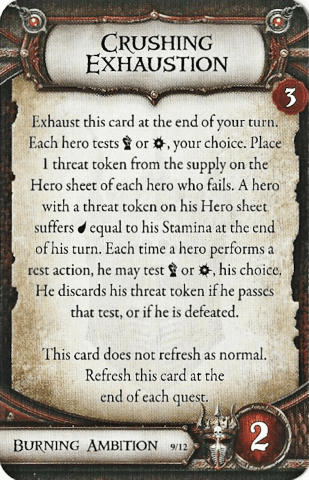 CRUSHING
EXHAUSTION
3
Exhaust this card at the end of your turn.
Each hero tests or , your choice. Place
1 threat token from the supply on the
Hero sheet of each hero who fails. A hero
with a threat token on his Hero sheet
suffers equal to his Stamina at the end
of his turn. Each time a hero performs a
rest action, he may test or , his choice.
He discards his threat token if he passes
that test, or if he is defeated.
This card does not refresh as normal.
Refresh this card at the
end of each quest.
BURNING AMBITION 9/12
2